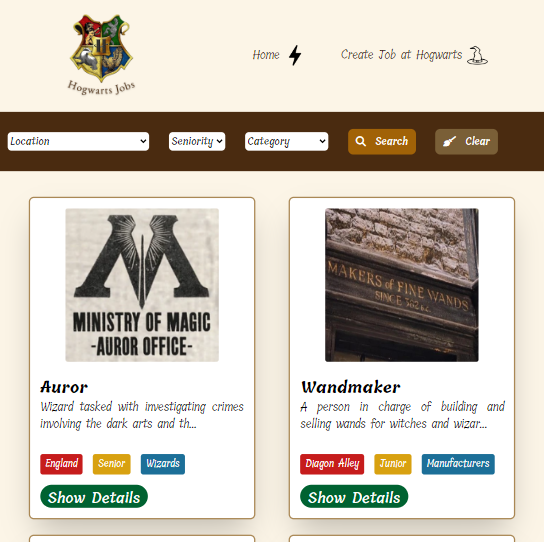 Hogwarts Jobs
Home
Create Job at Hogwarts
Location
Seniority
Category
Search
Clear
MINISTRY OF MAGIC
-AUROR OFFICE-
MAKERS of FINE WANDS
Auror
Wizard tasked with investigating crimes
involving the dark arts and th...
England
Senior
Wizards
Show Details
Wandmaker
A person in charge of building and
selling wands for witches and wizar...
Diagon Alley
Junior
Manufacturers
Show Details